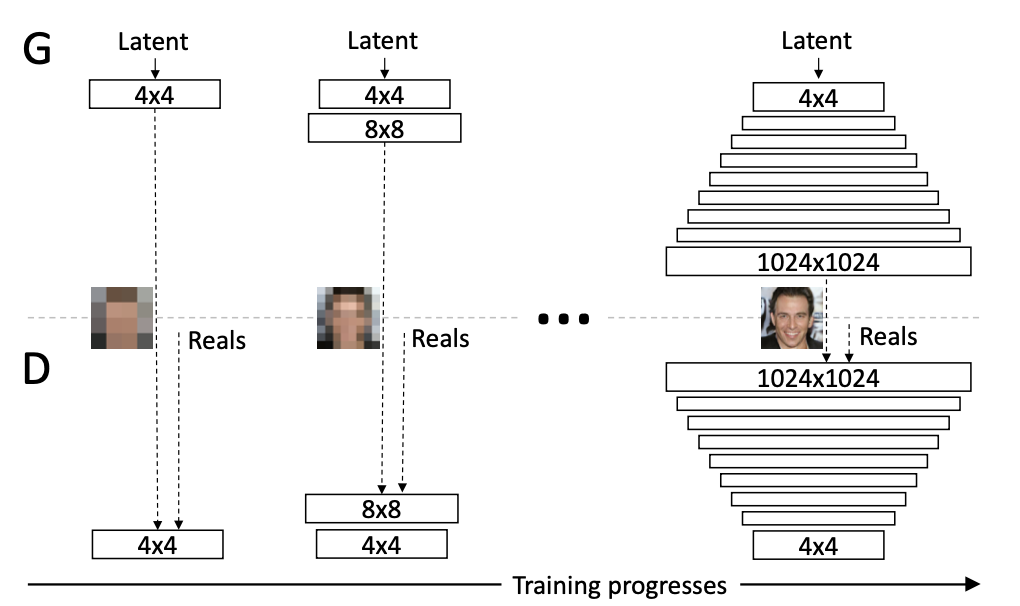 G
Latent
Latent
Latent
4x4
4x4
8x8
4x4
1024x1024
Reals
Reals
Reals
D
1024x1024
8x8
4x4
4x4
4x4
Training progresses